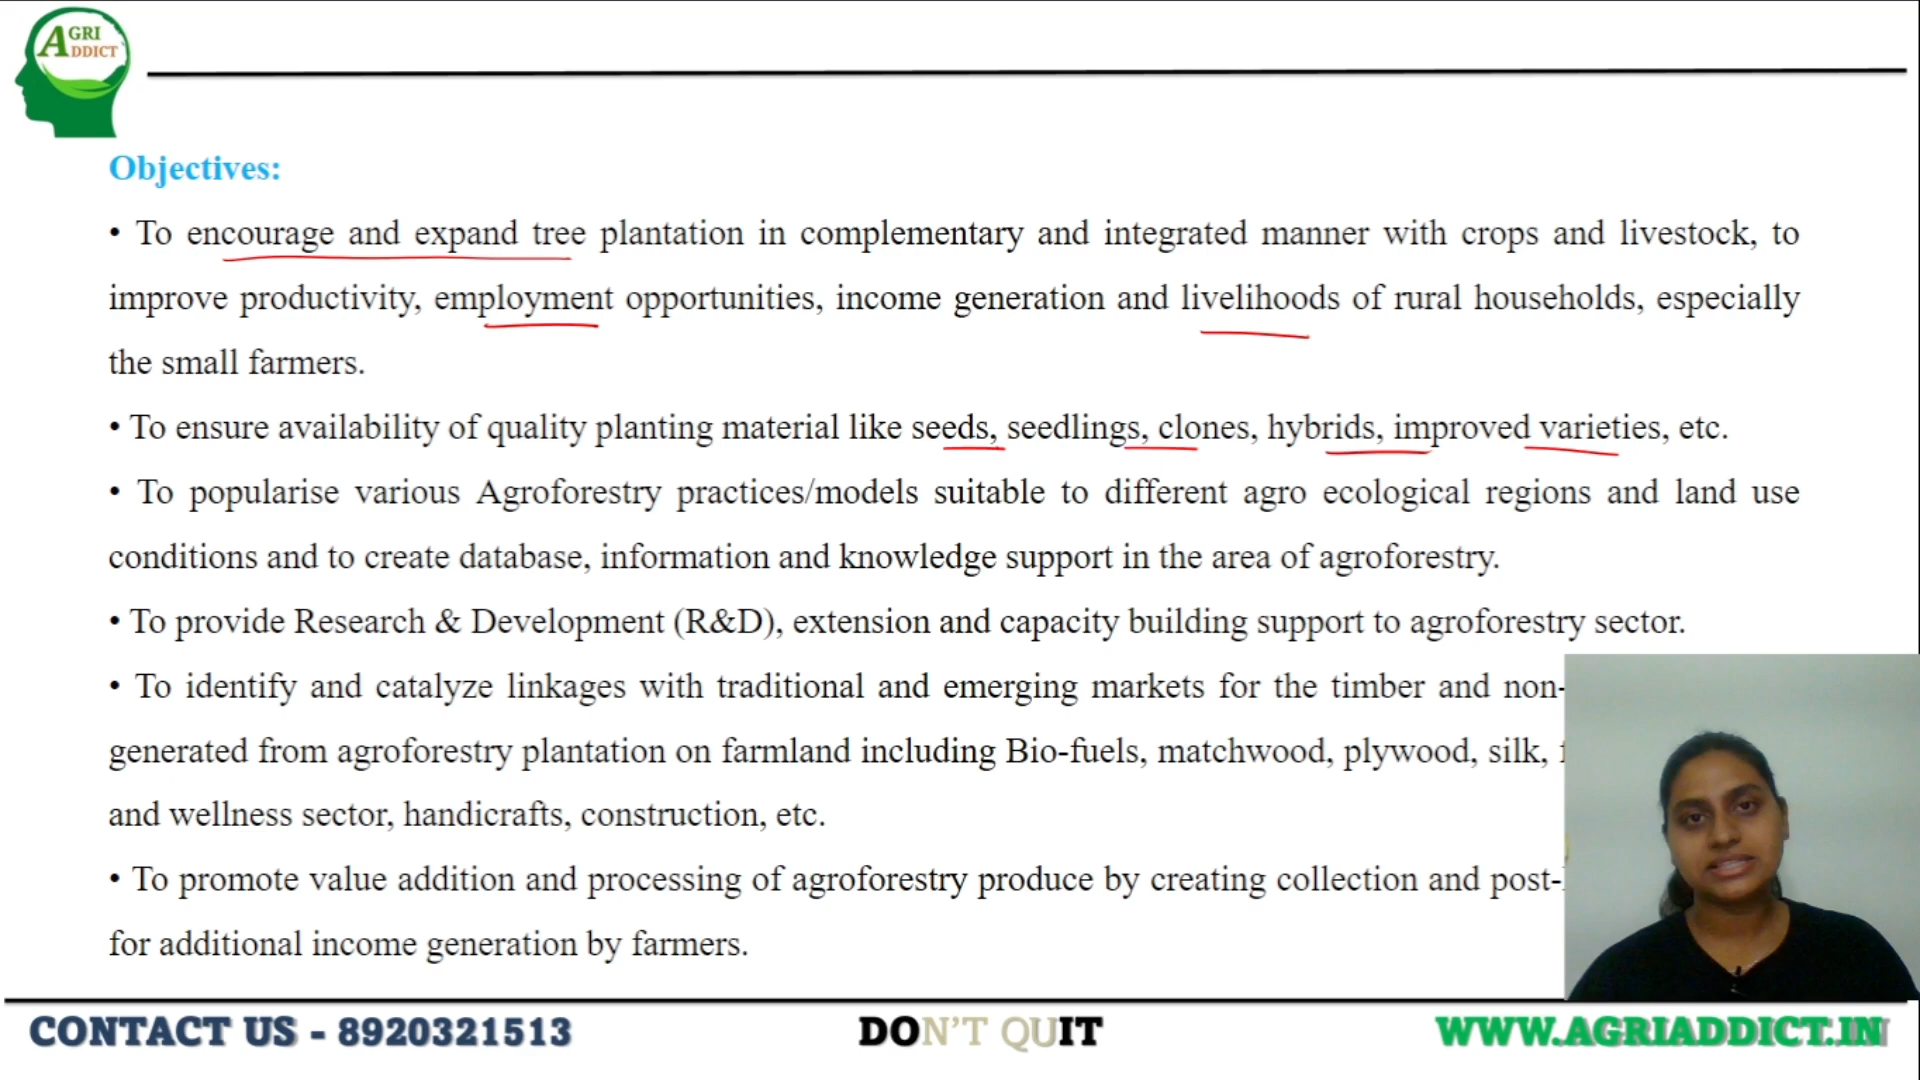 AGRI
ADDICT
Objectives:
• To encourage and expand tree plantation in complementary and integrated manner with crops and livestock, to
improve productivity, employment opportunities, income generation and livelihoods of rural households, especially
the small farmers.
• To ensure availability of quality planting material like seeds, seedlings, clones, hybrids, improved varieties, etc.
• To popularise various Agroforestry practices/models suitable to different agro ecological regions and land use
conditions and to create database, information and knowledge support in the area of agroforestry.
• To provide Research & Development (R&D), extension and capacity building support to agroforestry sector.
• To identify and catalyze linkages with traditional and emerging markets for the timber and non-
generated from agroforestry plantation on farmland including Bio-fuels, matchwood, plywood, silk,
and wellness sector, handicrafts, construction, etc.
• To promote value addition and processing of agroforestry produce by creating collection and post-
for additional income generation by farmers.
CONTACT US - 8920321513
DON'T QUIT
WWW.AGRIADDICT.IN